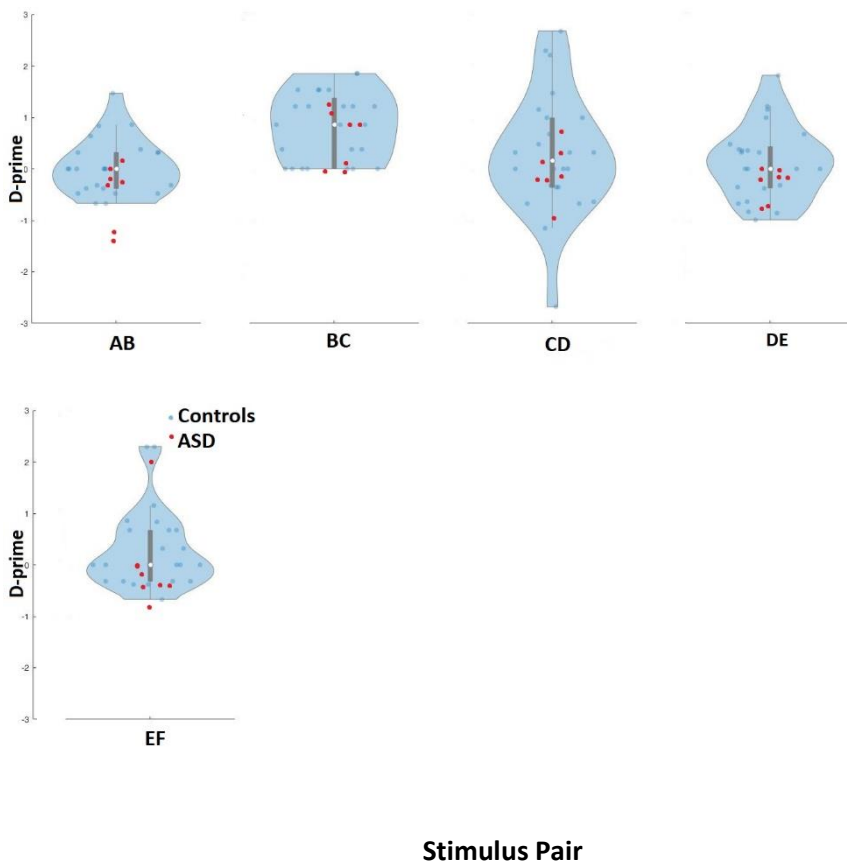 D-prime
3
2
1
0
-1
-2
-3
AB
BC
CD
DE
D-prime
3
2
1
0
-1
-2
-3
Controls
ASD
EF
Stimulus Pair